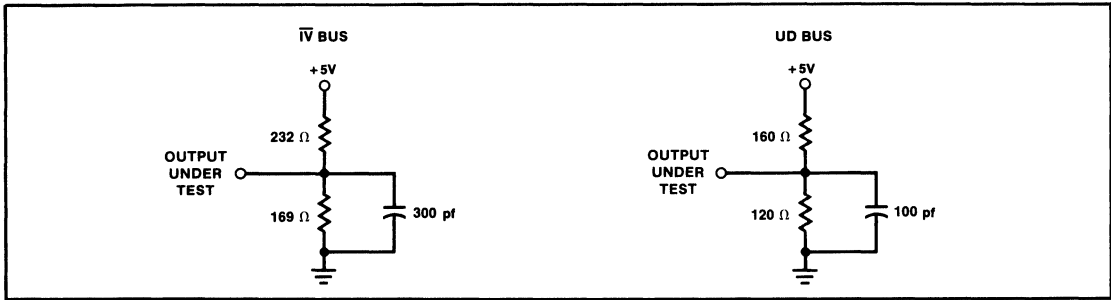 I̅V̅ BUS
+5V
232 Ω
OUTPUT
UNDER
TEST
169 Ω
300 pf
UD BUS
+5V
160 Ω
OUTPUT
UNDER
TEST
120 Ω
100 pf